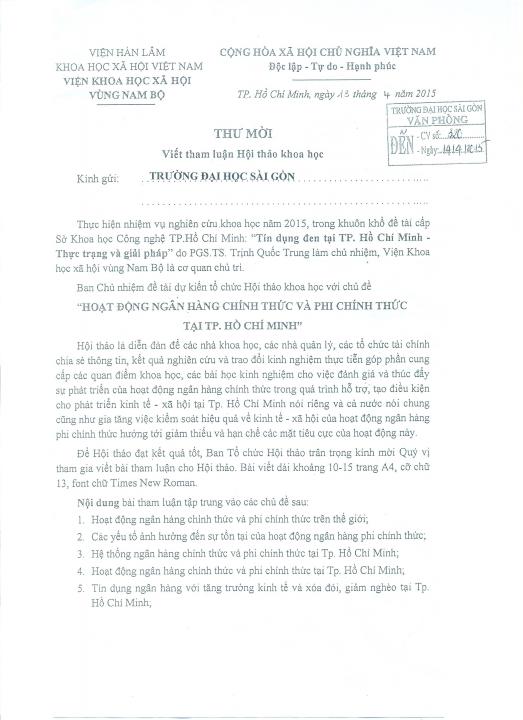 VIỆN HÀN LÂM
KHOA HỌC XÃ HỘI VIỆT NAM
VIỆN KHOA HỌC XÃ HỘI
VÙNG NAM BỘ
CỘNG HÒA XÃ HỘI CHỦ NGHĨA VIỆT NAM
Độc lập - Tự do - Hạnh phúc
TP. Hồ Chí Minh, ngày 13 tháng 4 năm 2015
TRƯỜNG ĐẠI HỌC SÀI GÒN
VĂN PHÒNG
ĐẾN
- CV số:
- Ngày:
THƯ MỜI
Viết tham luận Hội thảo khoa học
Kính gửi: TRƯỜNG ĐẠI HỌC SÀI GÒN
Thực hiện nhiệm vụ nghiên cứu khoa học năm 2015, trong khuôn khổ đề tài cấp
Sở Khoa học Công nghệ TP.Hồ Chí Minh: “Tín dụng đen tại TP. Hồ Chí Minh -
Thực trạng và giải pháp” do PGS.TS. Trịnh Quốc Trung làm chủ nhiệm, Viện Khoa
học xã hội vùng Nam Bộ là cơ quan chủ trì.
Ban Chủ nhiệm đề tài dự kiến tổ chức Hội thảo khoa học với chủ đề
“HOẠT ĐỘNG NGÂN HÀNG CHÍNH THỨC VÀ PHI CHÍNH THỨC
TẠI TP. HỒ CHÍ MINH”
Hội thảo là diễn đàn để các nhà khoa học, các nhà quản lý, các tổ chức tài chính
chia sẻ thông tin, kết quả nghiên cứu và trao đổi kinh nghiệm thực tiễn góp phần cung
cấp các quan điểm khoa học, các bài học kinh nghiệm cho việc đánh giá và thúc đẩy
sự phát triển của hoạt động ngân hàng chính thức trong quá trình hỗ trợ, tạo điều kiện
cho phát triển kinh tế - xã hội tại Tp. Hồ Chí Minh nói riêng và cả nước nói chung
cũng như gia tăng việc kiểm soát hiệu quả về kinh tế - xã hội của hoạt động ngân hàng
phi chính thức hướng tới giảm thiểu và hạn chế các mặt tiêu cực của hoạt động này.
Để Hội thảo đạt kết quả tốt, Ban Tổ chức Hội thảo trân trọng kính mời Quý vị
tham gia viết bài tham luận cho Hội thảo. Bài viết dài khoảng 10-15 trang A4, cỡ chữ
13, font chữ Times New Roman.
Nội dung bài tham luận tập trung vào các chủ đề sau:
1. Hoạt động ngân hàng chính thức và phi chính thức trên thế giới;
2. Các yếu tố ảnh hưởng đến sự tồn tại của hoạt động ngân hàng phi chính thức;
3. Hệ thống ngân hàng chính thức và phi chính thức tại Tp. Hồ Chí Minh;
4. Hoạt động ngân hàng chính thức và phi chính thức tại Tp. Hồ Chí Minh;
5. Tín dụng ngân hàng với tăng trưởng kinh tế và xóa đói, giảm nghèo tại Tp.
Hồ Chí Minh;